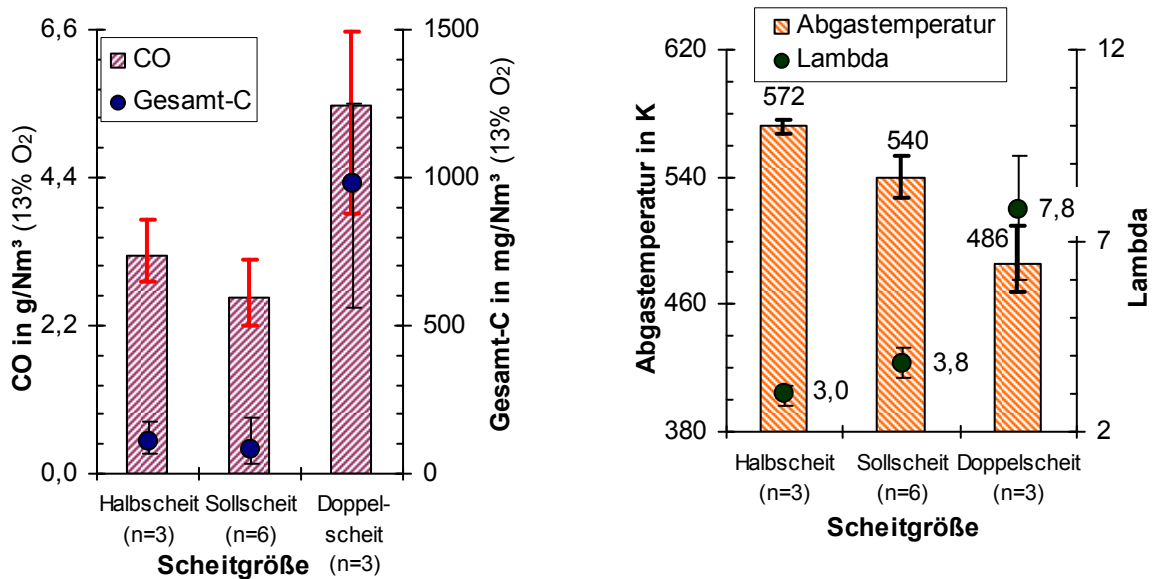 CO in g/Nm³ (13% O₂)
6,6
4,4
2,2
0,0
CO
Gesamt-C
1500
1000
500
0
Gesamt-C in mg/Nm³ (13% O₂)
Halbscheit
(n=3)
Sollscheit
(n=6)
Doppel-
scheit
(n=3)
Scheitgröße
Abgastemperatur in K
620
540
460
380
Abgastemperatur
Lambda
572
540
486
7,8
3,0
3,8
12
7
2
Lambda
Halbscheit
(n=3)
Sollscheit
(n=6)
Doppelscheit
(n=3)
Scheitgröße